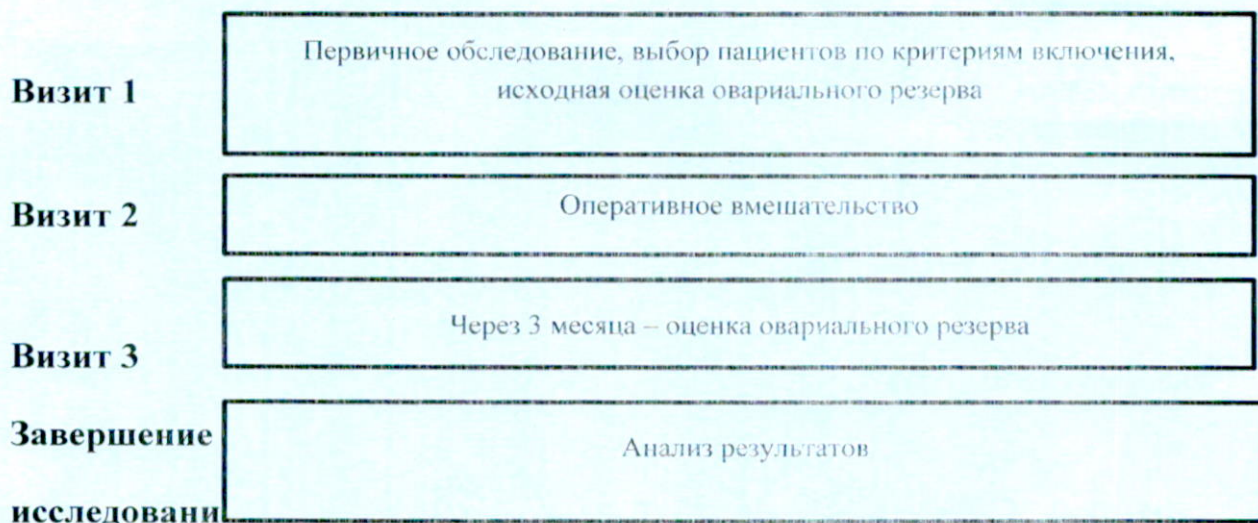 Визит 1
Первичное обследование, выбор пациентов по критериям включения,
исходная оценка овариального резерва
Визит 2
Оперативное вмешательство
Визит 3
Через 3 месяца – оценка овариального резерва
Завершение
исследовани
Анализ результатов